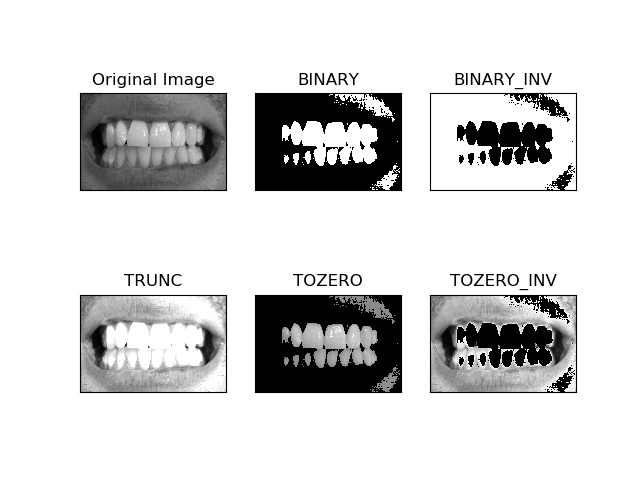 Original Image
BINARY
BINARY_INV
TRUNC
TOZERO
TOZERO_INV